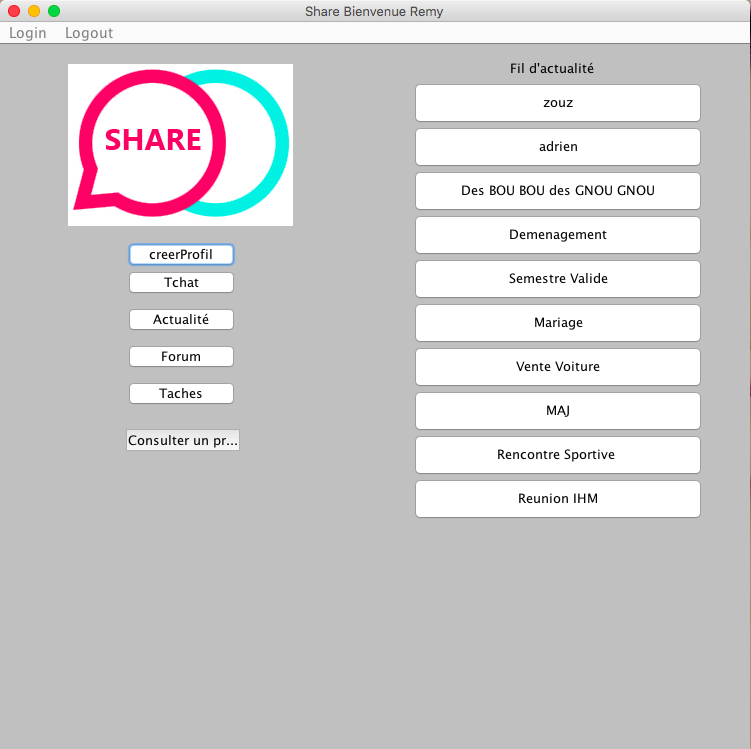 Share Bienvenue Remy
Login Logout
SHARE
creerProfil
Tchat
Actualité
Forum
Taches
Consulter un pr...
Fil d'actualité
zouz
adrien
Des BOU BOU des GNOU GNOU
Demenagement
Semestre Valide
Mariage
Vente Voiture
MAJ
Rencontre Sportive
Reunion IHM